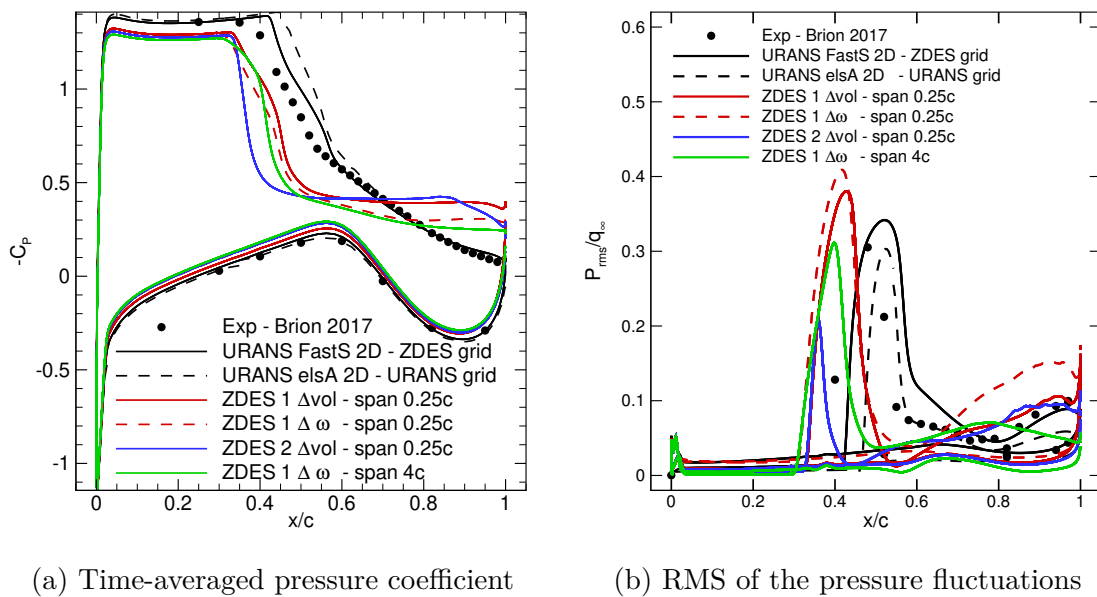 1
0.5
0
-0.5
-1
-C_P
0 0.2 0.4 0.6 0.8 1
x/c
Exp - Brion 2017
URANS FastS 2D - ZDES grid
URANS elsA 2D - URANS grid
ZDES 1 Δvol - span 0.25c
ZDES 1 Δ ω - span 0.25c
ZDES 2 Δvol - span 0.25c
ZDES 1 Δ ω - span 4c
(a) Time-averaged pressure coefficient
0.6
0.5
0.4
0.3
0.2
0.1
0
P_rms/q_∞
0 0.2 0.4 0.6 0.8 1
x/c
Exp - Brion 2017
URANS FastS 2D - ZDES grid
URANS elsA 2D - URANS grid
ZDES 1 Δvol - span 0.25c
ZDES 1 Δω - span 0.25c
ZDES 2 Δvol - span 0.25c
ZDES 1 Δω - span 4c
(b) RMS of the pressure fluctuations